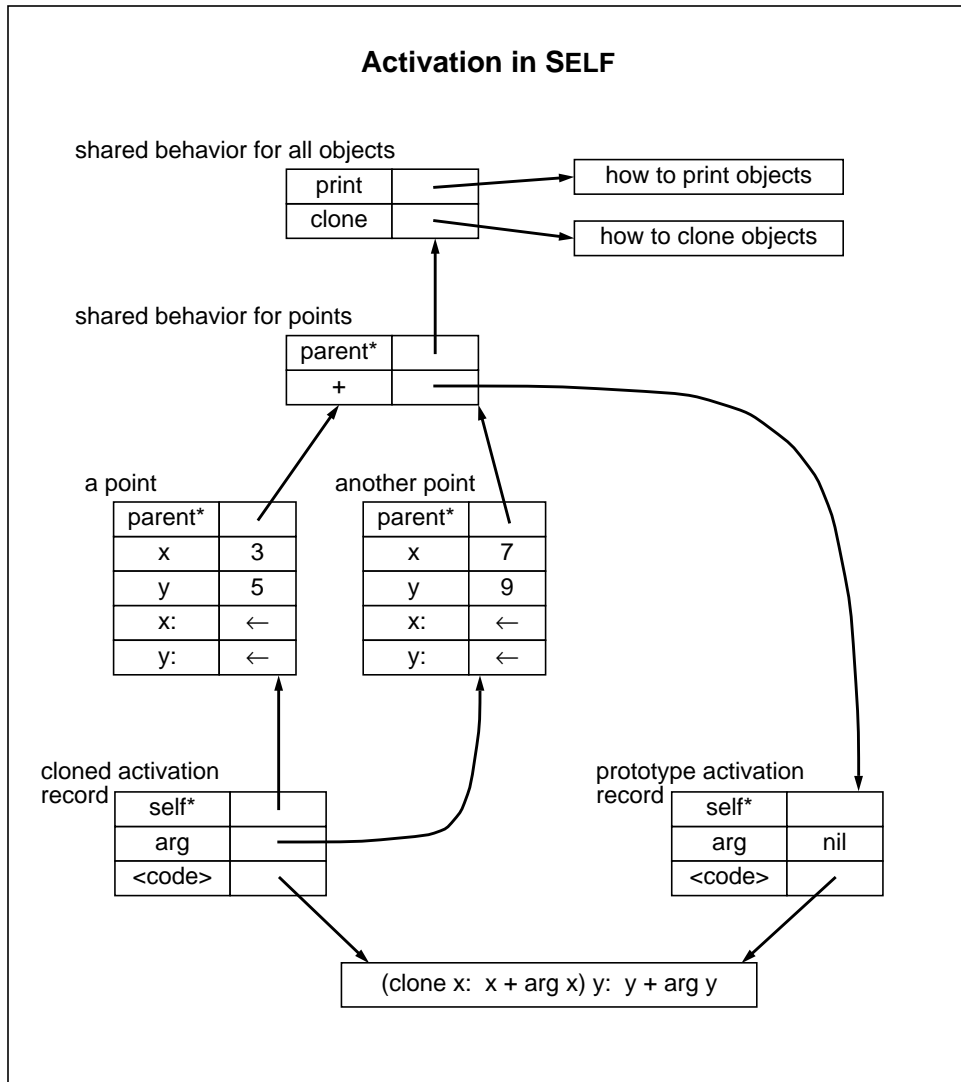 Activation in SELF
shared behavior for all objects
print
how to print objects
clone
how to clone objects
shared behavior for points
parent*
+
a point
parent*
x 3
y 5
x: ←
y: ←
another point
parent*
x 7
y 9
x: ←
y: ←
cloned activation
record
self*
arg
<code>
prototype activation
record
self*
arg nil
<code>
(clone x: x + arg x) y: y + arg y